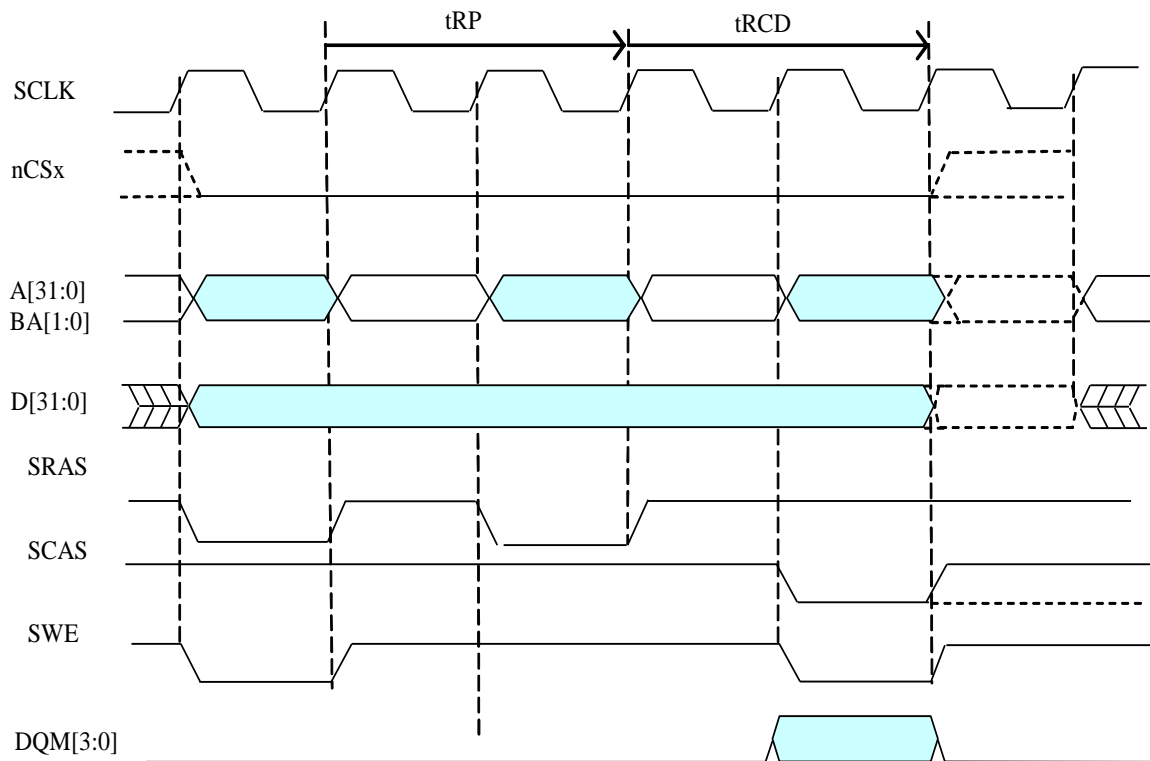 tRP
tRCD
SCLK
nCSx
A[31:0]
BA[1:0]
D[31:0]
SRAS
SCAS
SWE
DQM[3:0]